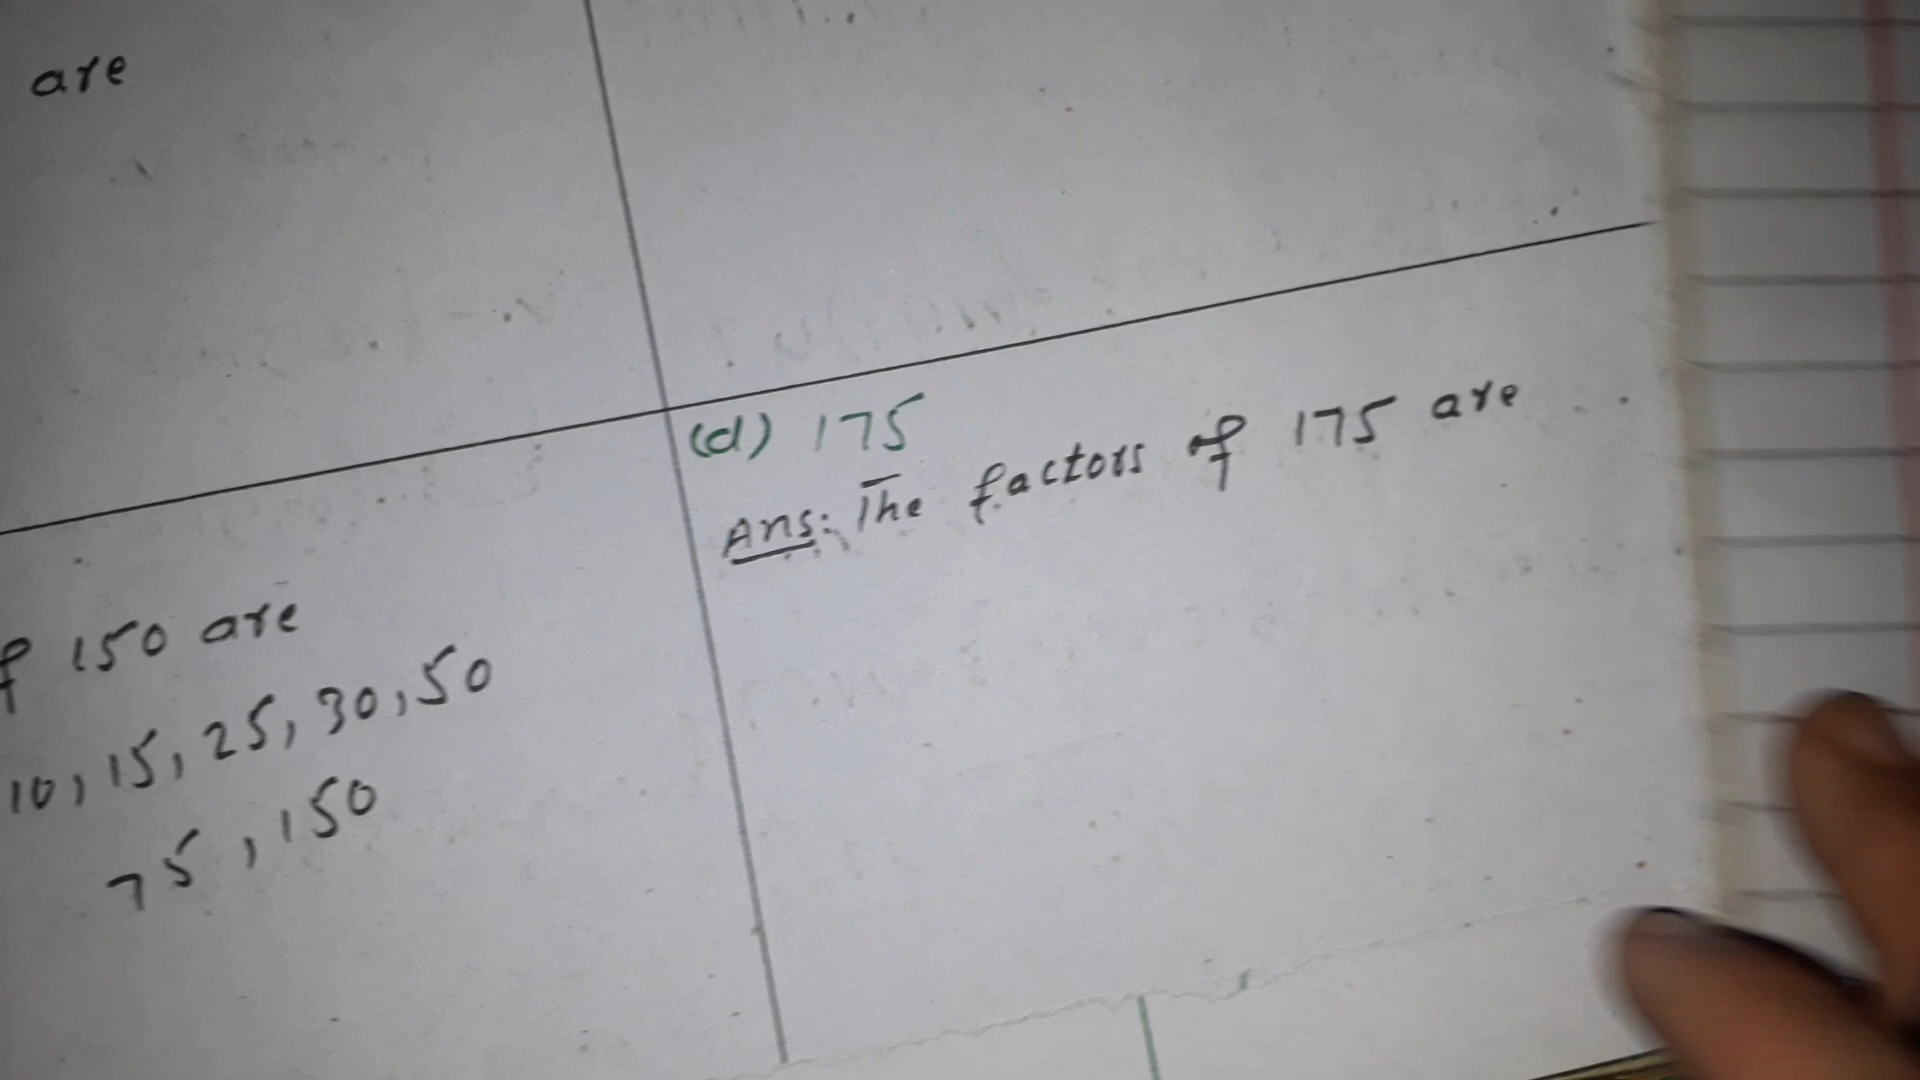 are
f 150 are
10, 15, 25, 30, 50
75, 150
(d) 175
Ans: The factors of 175 are